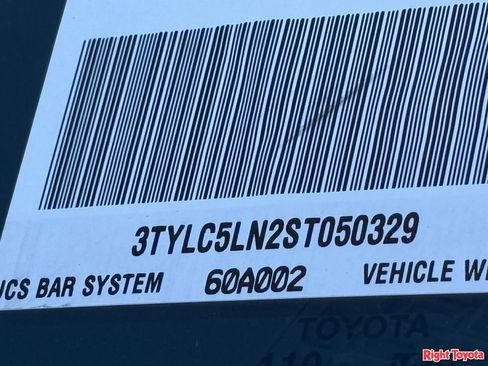 3TYLC5LN2ST050329
ICS BAR SYSTEM 60A002 VEHICLE W
TOYOTA
Right Toyota